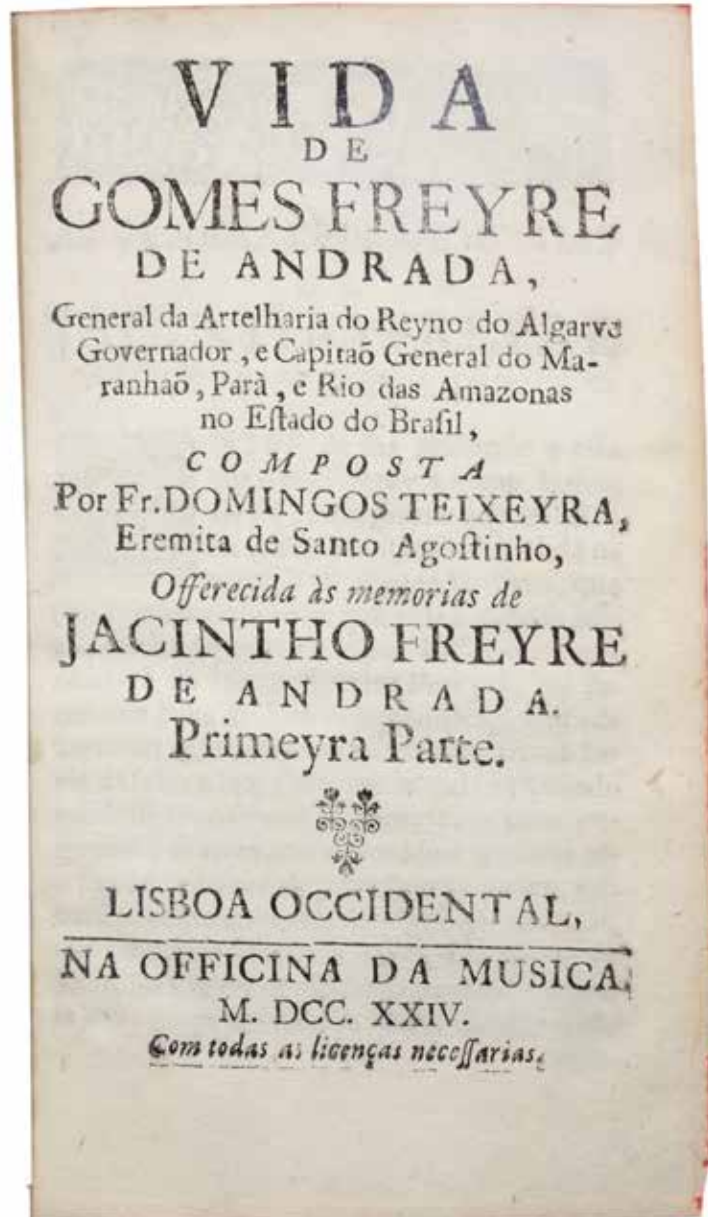 VIDA
DE
GOMES FREYRE
DE ANDRADA,
General da Artelharia do Reyno do Algarve
Governador, e Capitaõ General do Ma-
ranhaõ, Parà, e Rio das Amazonas
no Eſtado do Braſil,
COMPOSTA
Por Fr. DOMINGOS TEIXEYRA,
Eremita de Santo Agoſtinho,
Offerecida às memorias de
JACINTHO FREYRE
DE ANDRADA.
Primeyra Parte.
LISBOA OCCIDENTAL,
NA OFFICINA DA MUSICA.
M. DCC. XXIV.
Com todas as licenças neceſſarias.